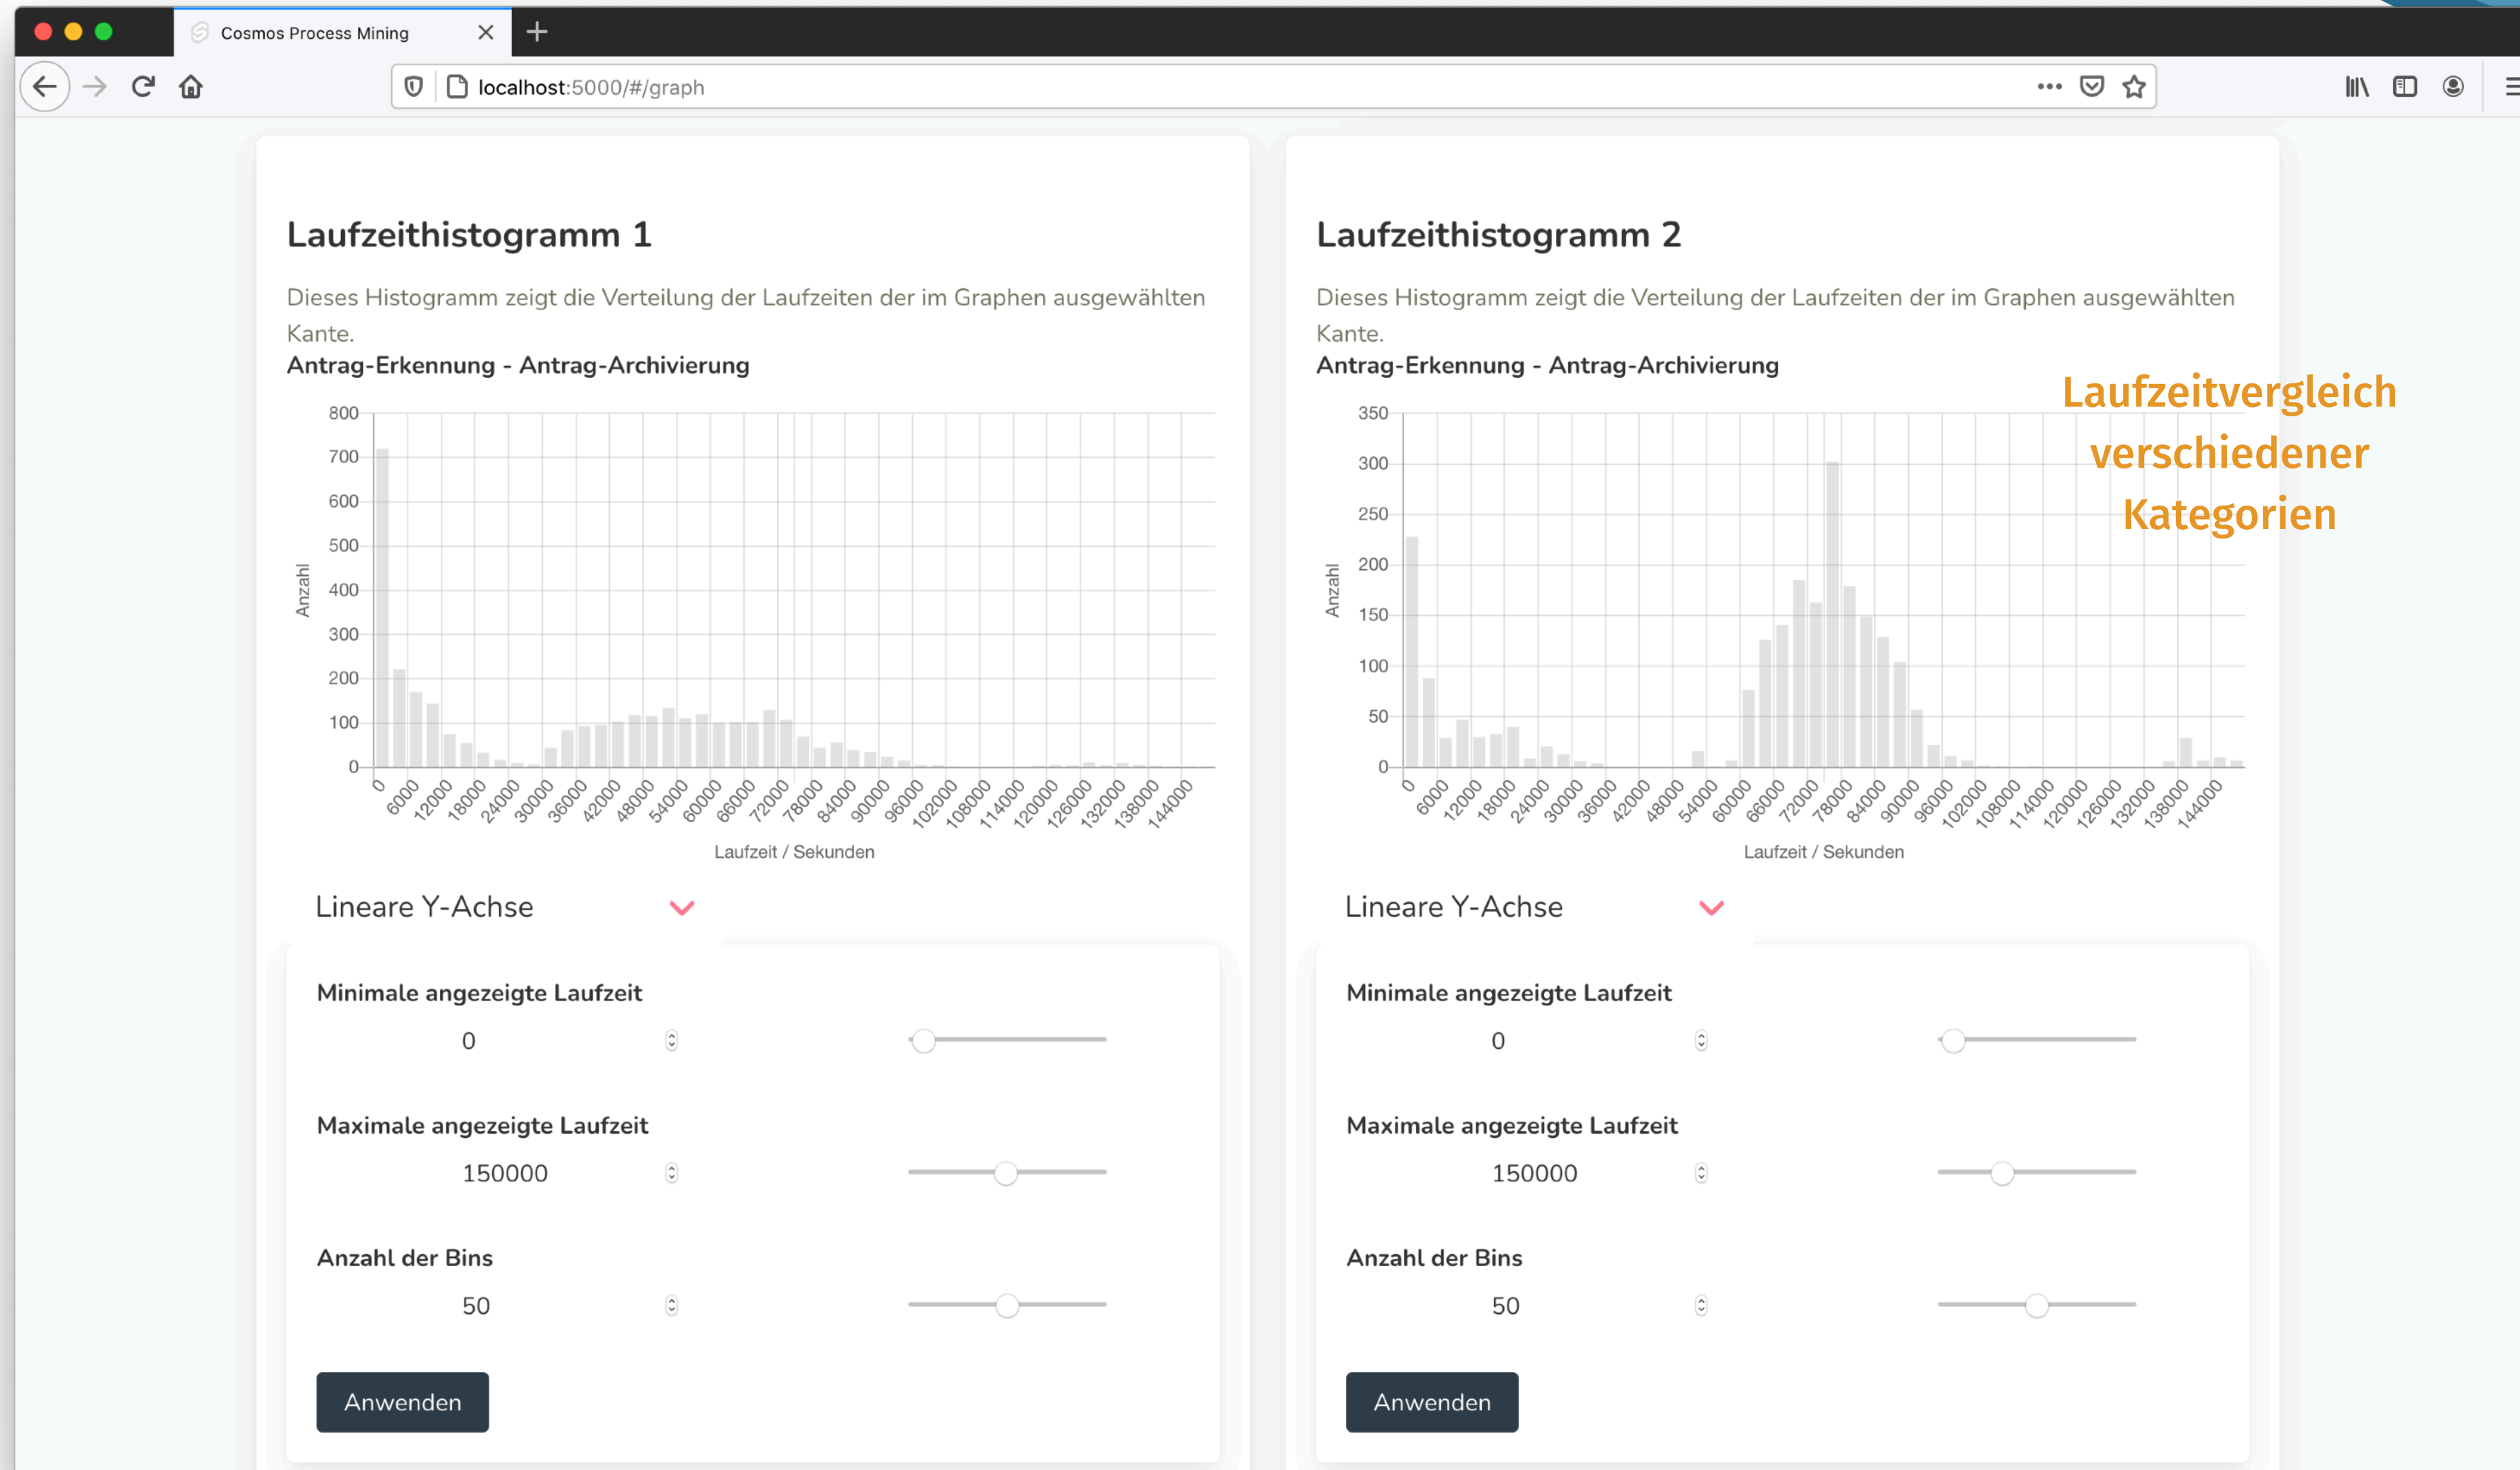 Cosmos Process Mining
localhost:5000/#/graph
Laufzeithistogramm 1
Dieses Histogramm zeigt die Verteilung der Laufzeiten der im Graphen ausgewählten
Kante.
Antrag-Erkennung - Antrag-Archivierung
800
700
600
500
400
300
200
100
0
Anzahl
0 6000 12000 18000 24000 30000 36000 42000 48000 54000 60000 66000 72000 78000 84000 90000 96000 102000 108000 114000 120000 126000 132000 138000 144000
Laufzeit / Sekunden
Lineare Y-Achse
Minimale angezeigte Laufzeit
0
Maximale angezeigte Laufzeit
150000
Anzahl der Bins
50
Anwenden
Laufzeithistogramm 2
Dieses Histogramm zeigt die Verteilung der Laufzeiten der im Graphen ausgewählten
Kante.
Antrag-Erkennung - Antrag-Archivierung
Laufzeitvergleich
verschiedener
Kategorien
350
300
250
200
150
100
50
0
Anzahl
0 6000 12000 18000 24000 30000 36000 42000 48000 54000 60000 66000 72000 78000 84000 90000 96000 102000 108000 114000 120000 126000 132000 138000 144000
Laufzeit / Sekunden
Lineare Y-Achse
Minimale angezeigte Laufzeit
0
Maximale angezeigte Laufzeit
150000
Anzahl der Bins
50
Anwenden